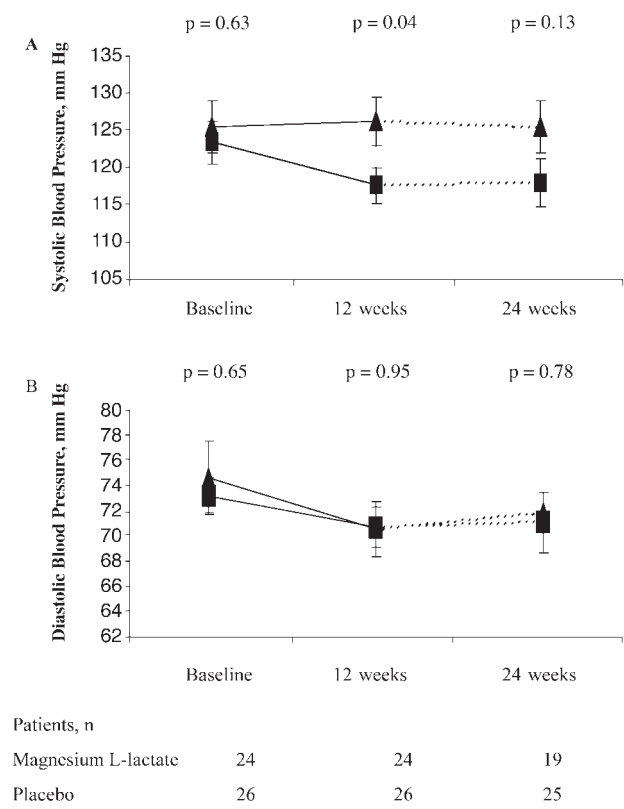 p = 0.63 p = 0.04 p = 0.13
A
Systolic Blood Pressure, mm Hg
135
130
125
120
115
110
105
Baseline 12 weeks 24 weeks
p = 0.65 p = 0.95 p = 0.78
B
Diastolic Blood Pressure, mm Hg
80
78
76
74
72
70
68
66
64
62
Baseline 12 weeks 24 weeks
Patients, n
Magnesium L-lactate 24 24 19
Placebo 26 26 25